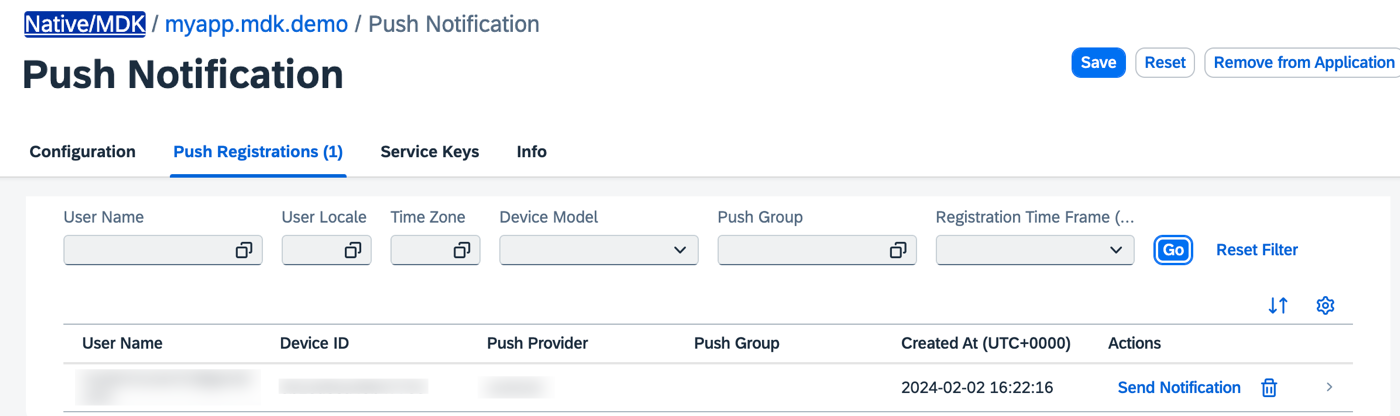 Native/MDK / myapp.mdk.demo / Push Notification
Push Notification
Save Reset Remove from Application
Configuration Push Registrations (1) Service Keys Info
User Name User Locale Time Zone Device Model Push Group Registration Time Frame (...
Go Reset Filter
User Name Device ID Push Provider Push Group Created At (UTC+0000) Actions
2024-02-02 16:22:16 Send Notification